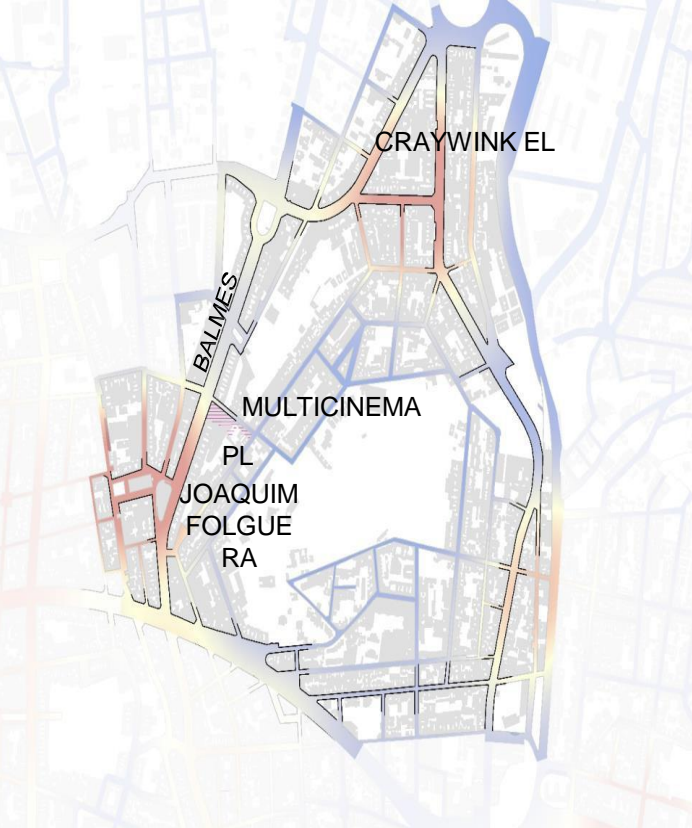 CRAYWINK EL
BALMES
MULTICINEMA
PL
JOAQUIM
FOLGUE
RA